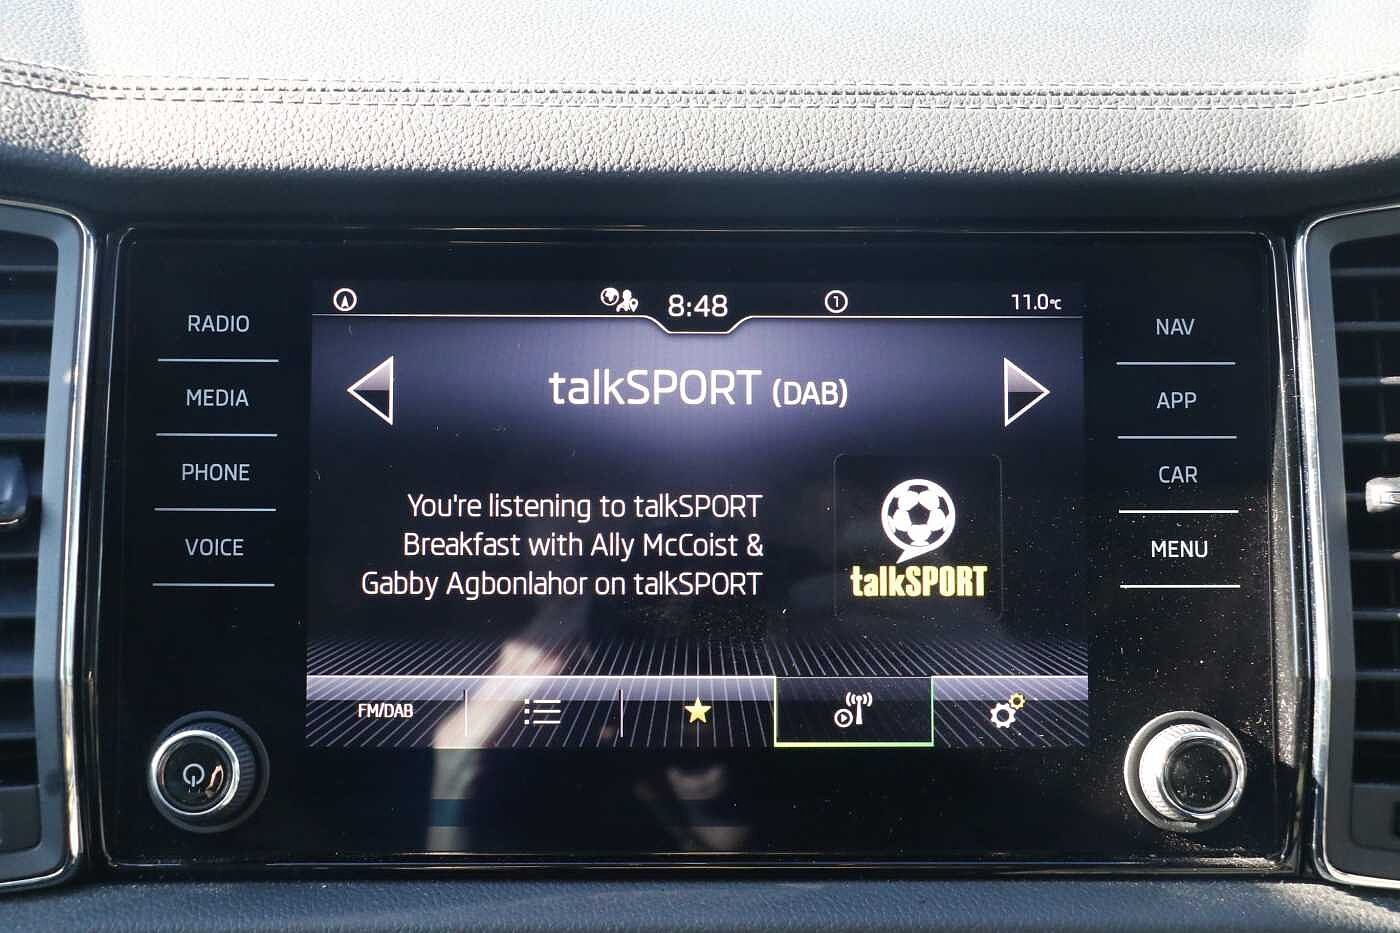 8:48
1
11.0°C
RADIO
MEDIA
PHONE
VOICE
talkSPORT (DAB)
You're listening to talkSPORT
Breakfast with Ally McCoist &
Gabby Agbonlahor on talkSPORT
talkSPORT
FM/DAB
NAV
APP
CAR
MENU